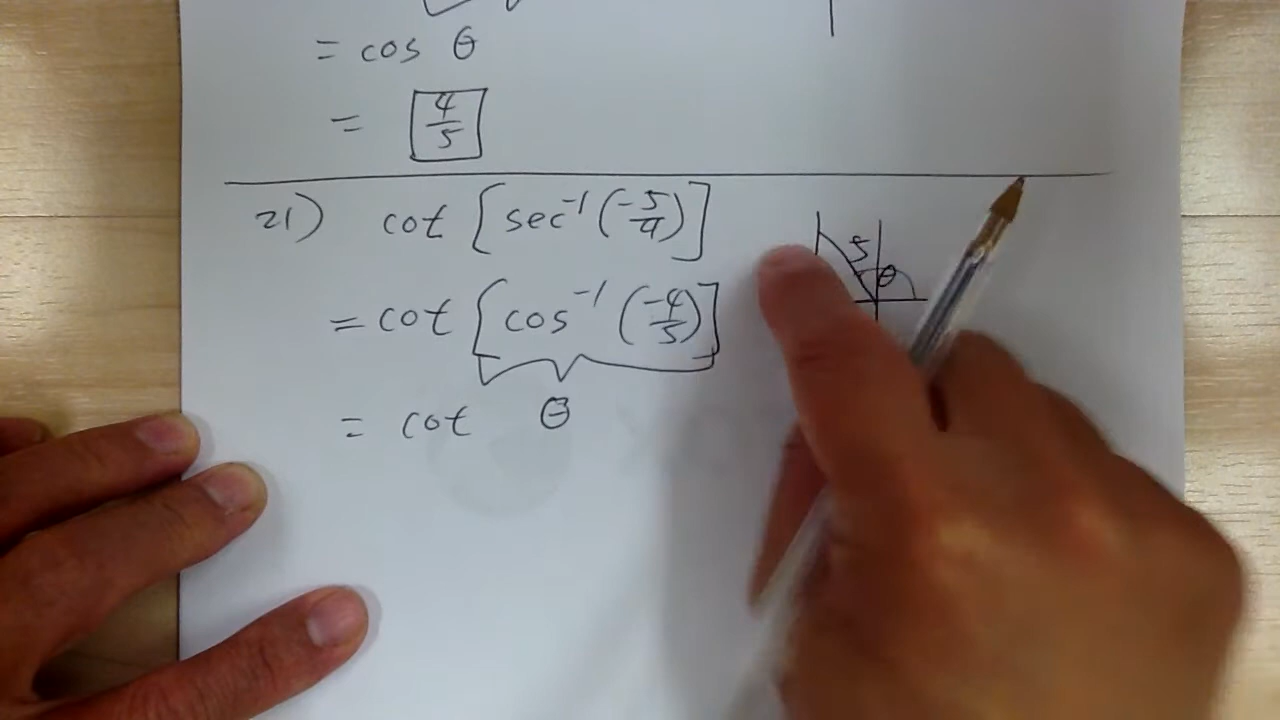 = cos θ
= 4/5
21) cot [sec⁻¹ (-5/4)]
= cot [cos⁻¹ (-4/5)]
= cot θ
5
θ